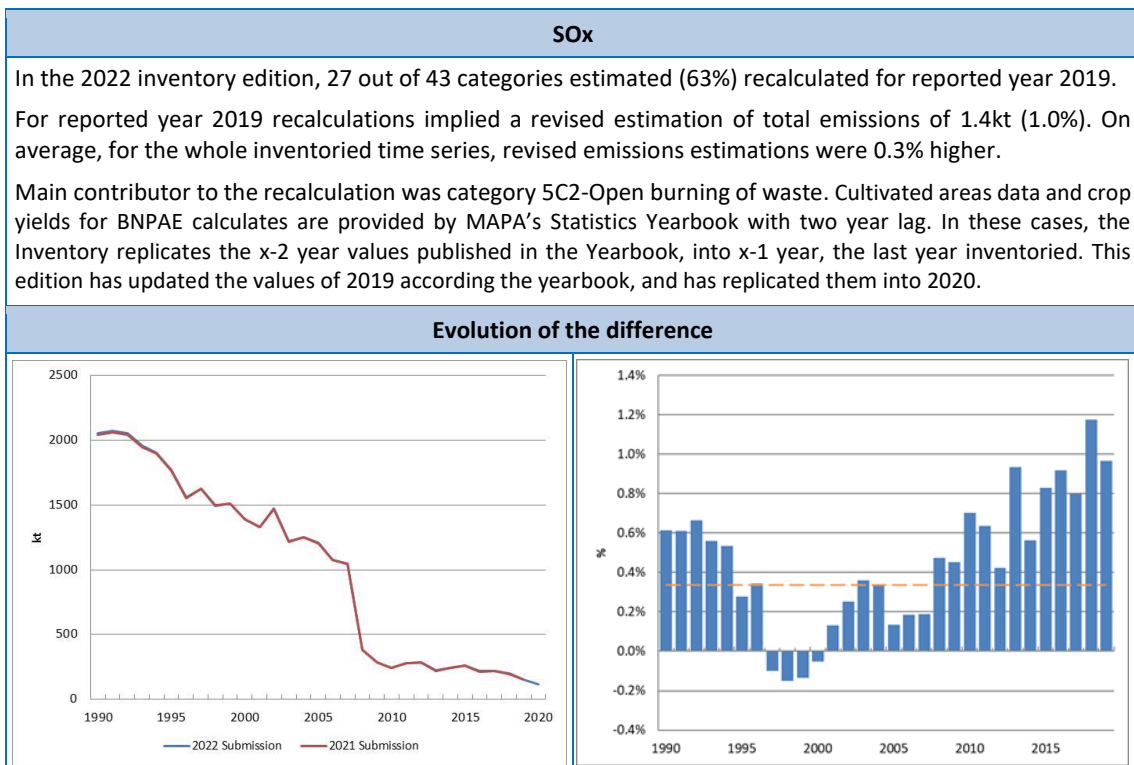 SOx
In the 2022 inventory edition, 27 out of 43 categories estimated (63%) recalculated for reported year 2019.
For reported year 2019 recalculations implied a revised estimation of total emissions of 1.4kt (1.0%). On
average, for the whole inventoried time series, revised emissions estimations were 0.3% higher.
Main contributor to the recalculation was category 5C2-Open burning of waste. Cultivated areas data and crop
yields for BNPAE calculates are provided by MAPA's Statistics Yearbook with two year lag. In these cases, the
Inventory replicates the x-2 year values published in the Yearbook, into x-1 year, the last year inventoried. This
edition has updated the values of 2019 according the yearbook, and has replicated them into 2020.
Evolution of the difference
2500
2000
1500
1000
500
0
kt
1990 1995 2000 2005 2010 2015 2020
2022 Submission 2021 Submission
1.4%
1.2%
1.0%
0.8%
0.6%
0.4%
0.2%
0.0%
-0.2%
-0.4%
%
1990 1995 2000 2005 2010 2015